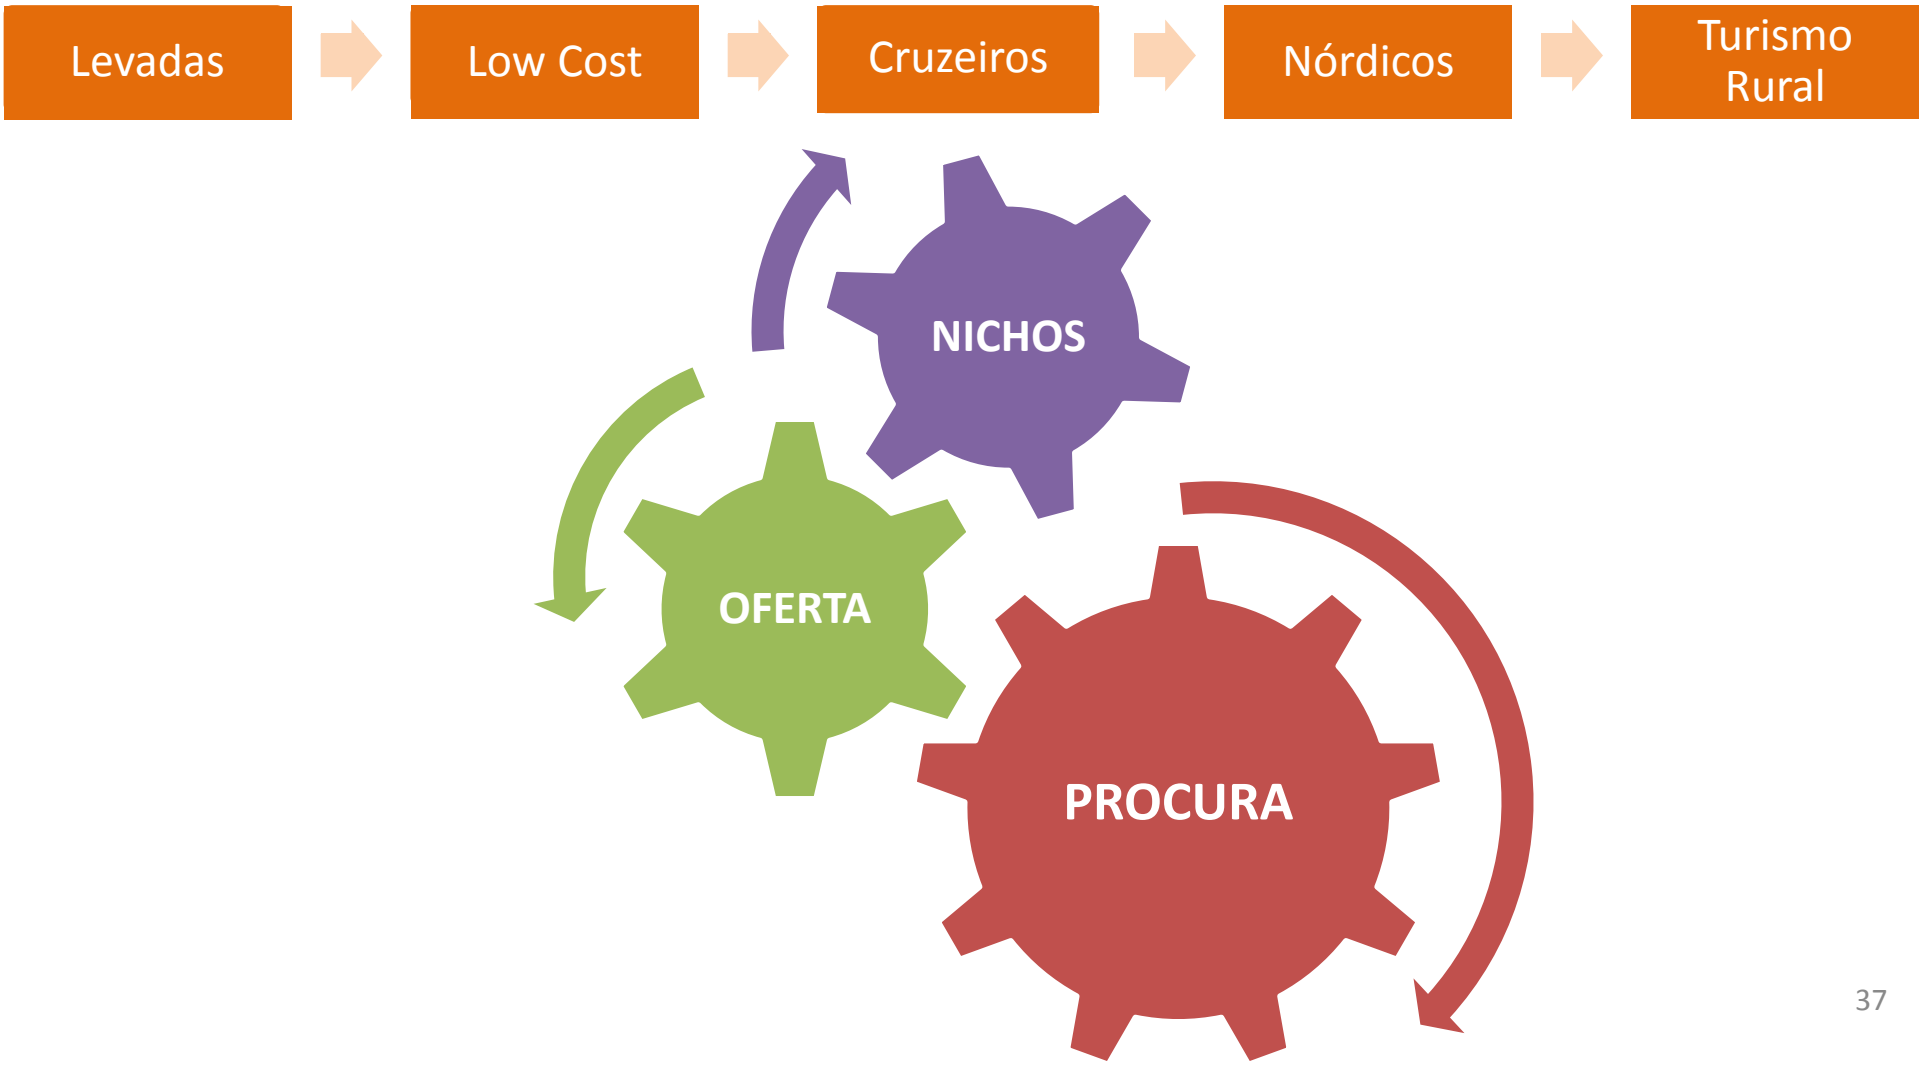 Levadas
Low Cost
Cruzeiros
Nórdicos
Turismo
Rural
NICHOS
OFERTA
PROCURA
37